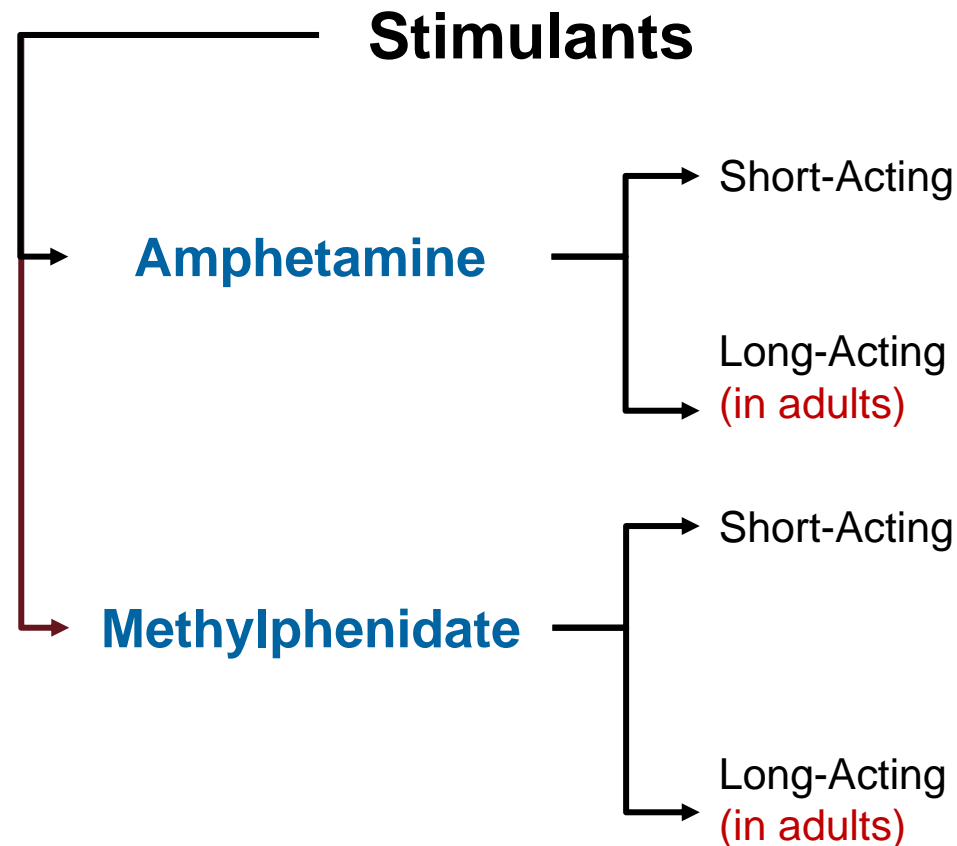 Stimulants
Short-Acting
Amphetamine
Long-Acting
(in adults)
Short-Acting
Methylphenidate
Long-Acting
(in adults)